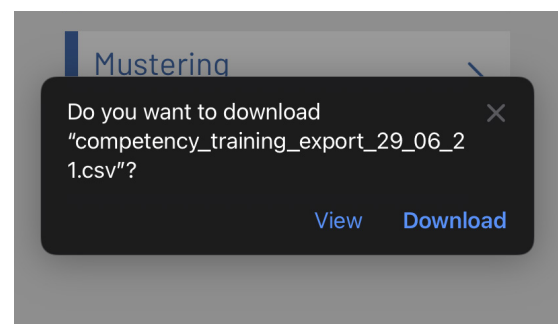 Mustering
Do you want to download
“competency_training_export_29_06_2
1.csv”?
View Download